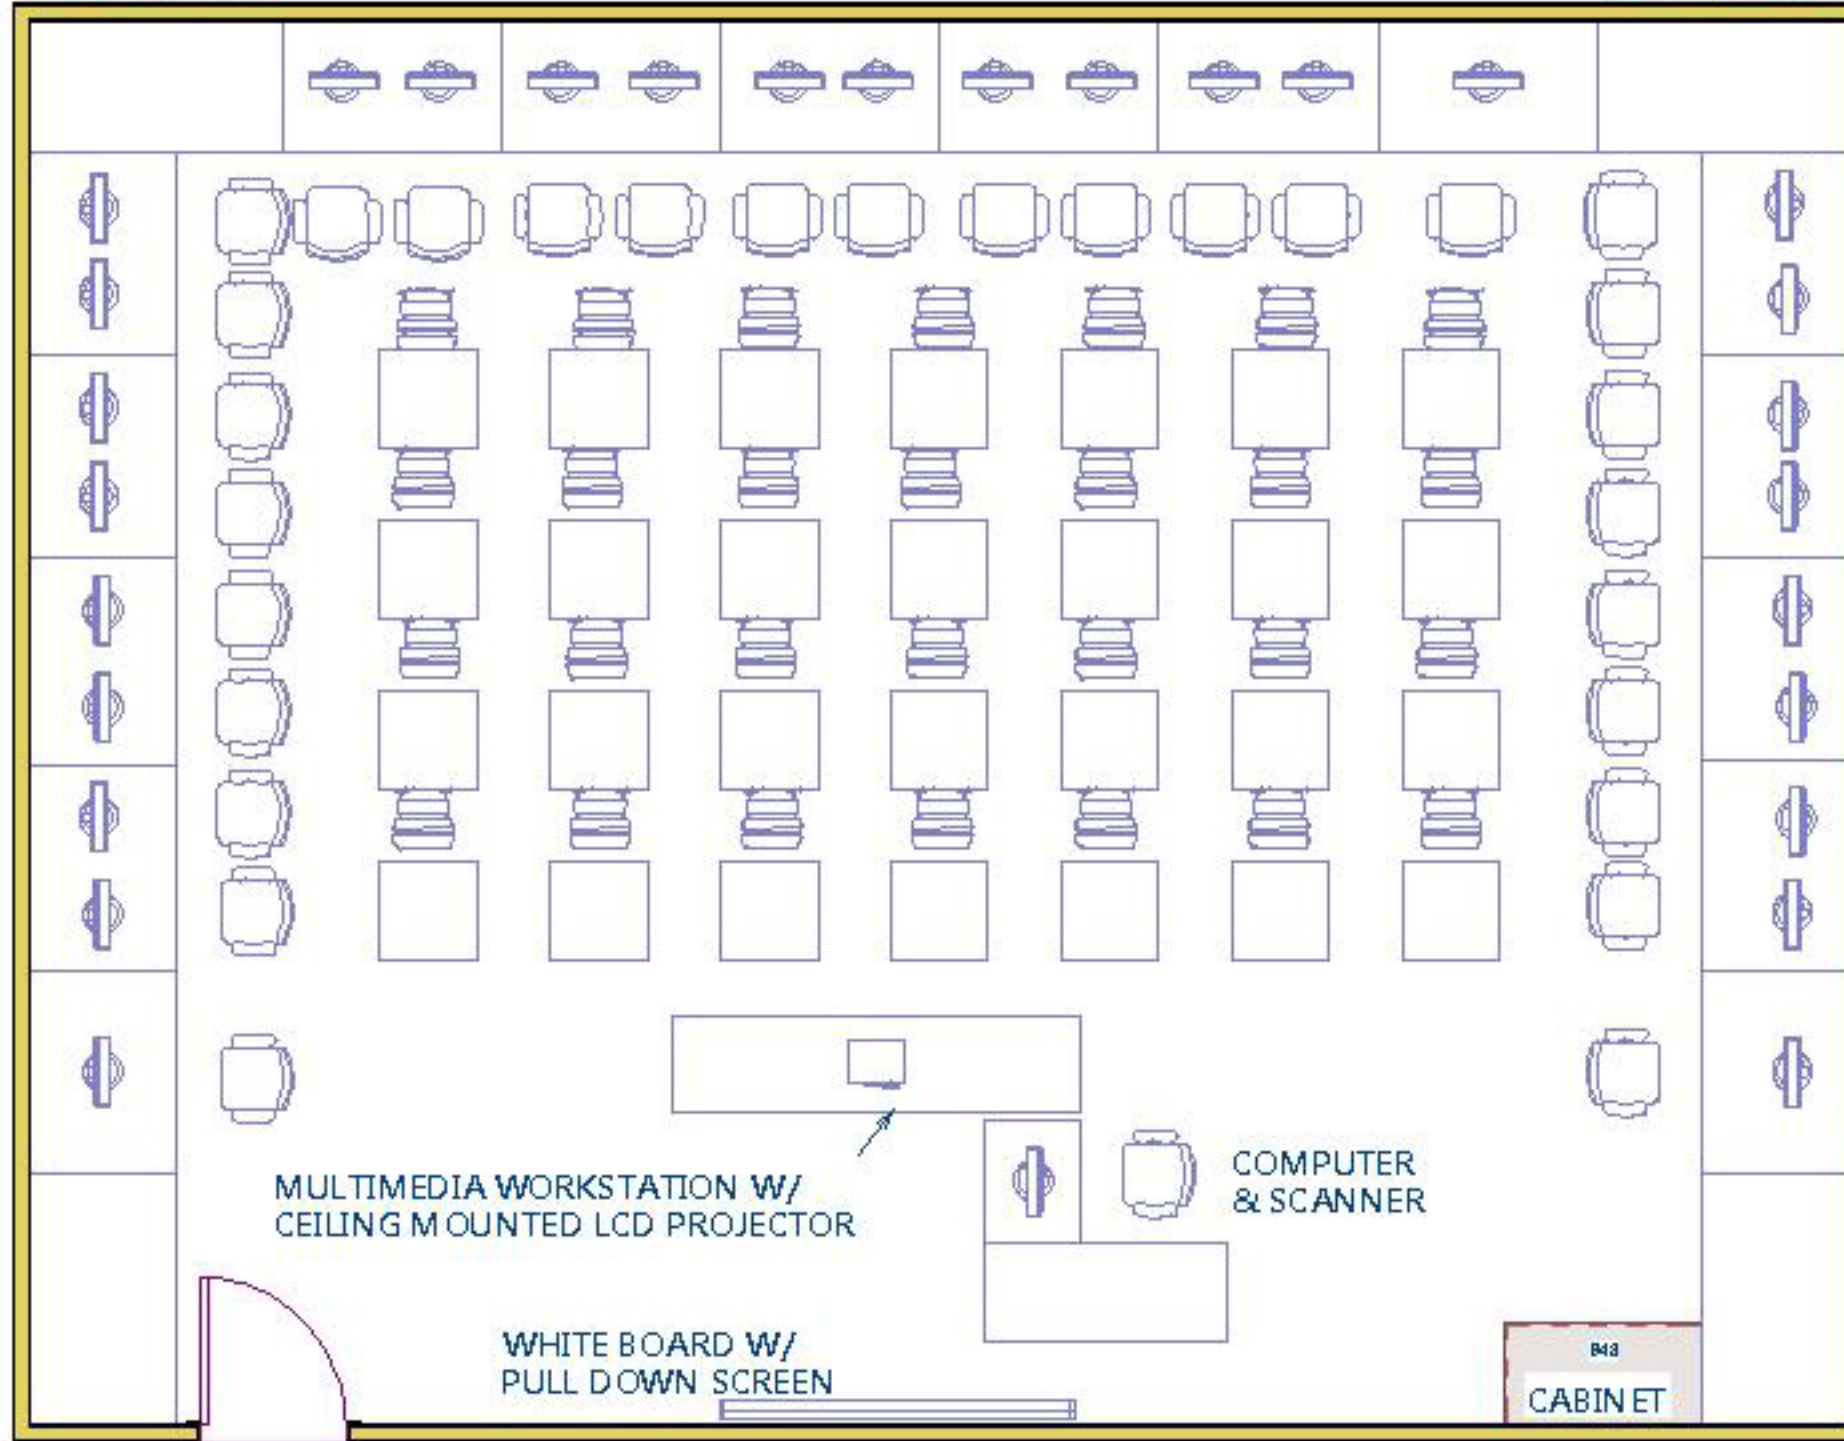 MULTIMEDIA WORKSTATION W/
CEILING MOUNTED LCD PROJECTOR
COMPUTER
& SCANNER
WHITE BOARD W/
PULL DOWN SCREEN
CABINET